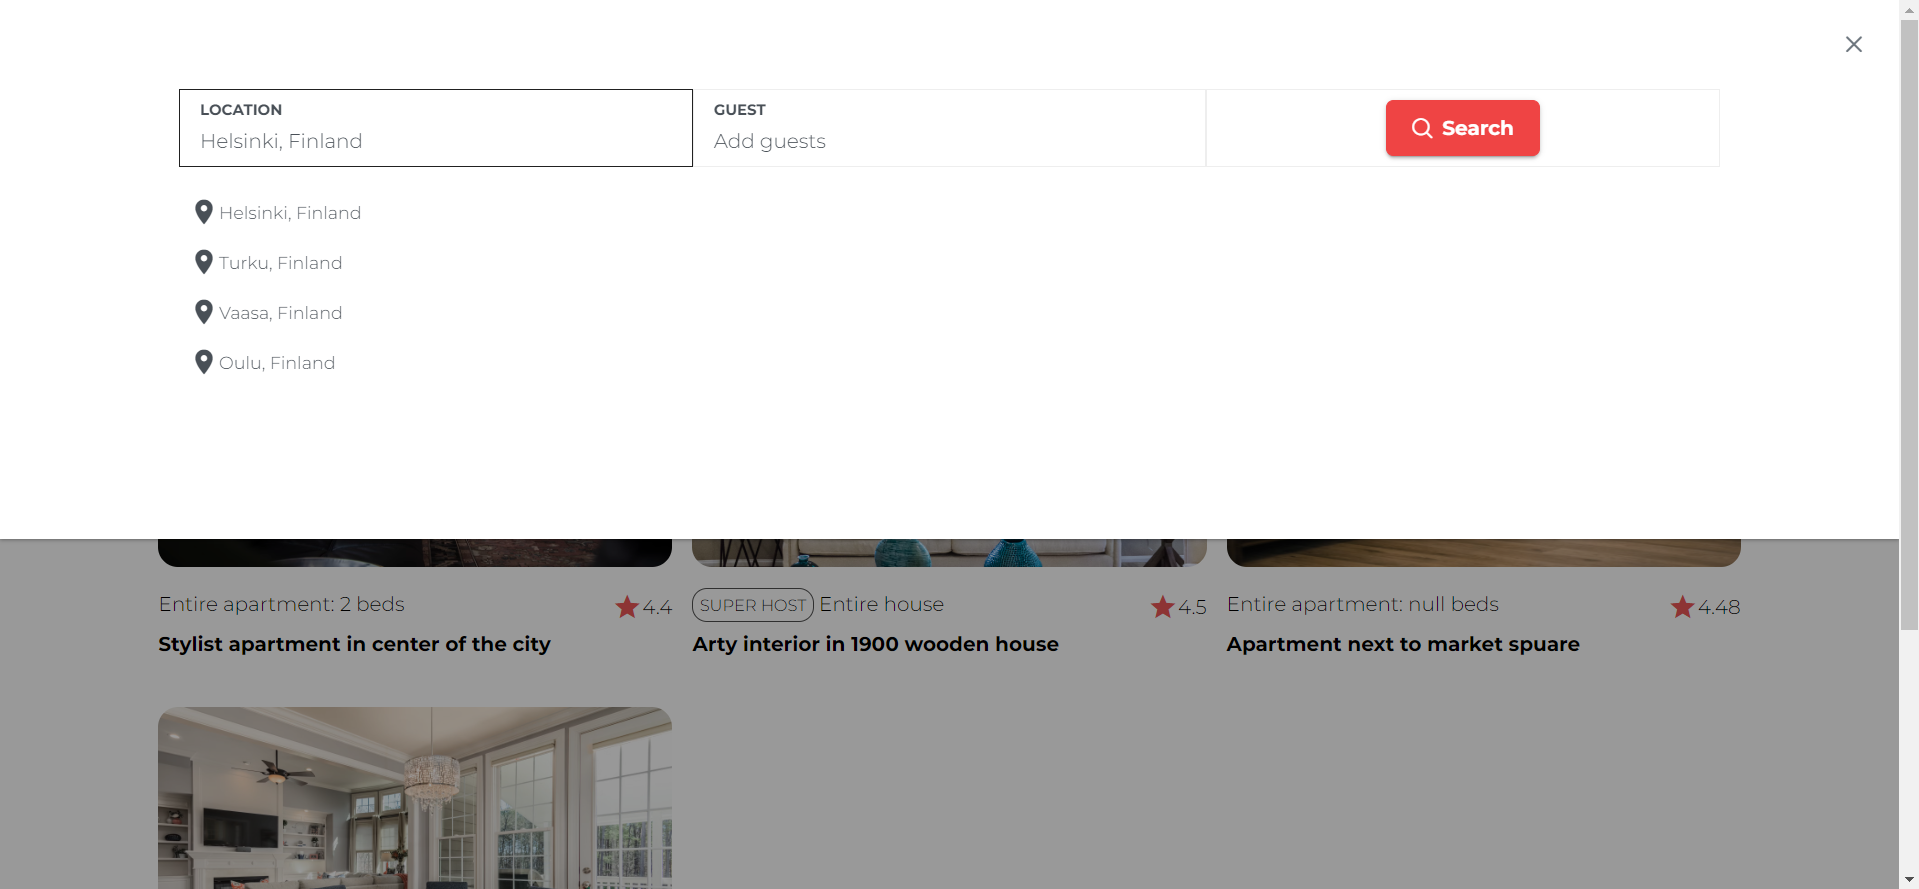 LOCATION
Helsinki, Finland
GUEST
Add guests
Search
Helsinki, Finland
Turku, Finland
Vaasa, Finland
Oulu, Finland
Entire apartment: 2 beds
4.4
Stylist apartment in center of the city
SUPER HOST Entire house
4.5
Arty interior in 1900 wooden house
Entire apartment: null beds
4.48
Apartment next to market spuare